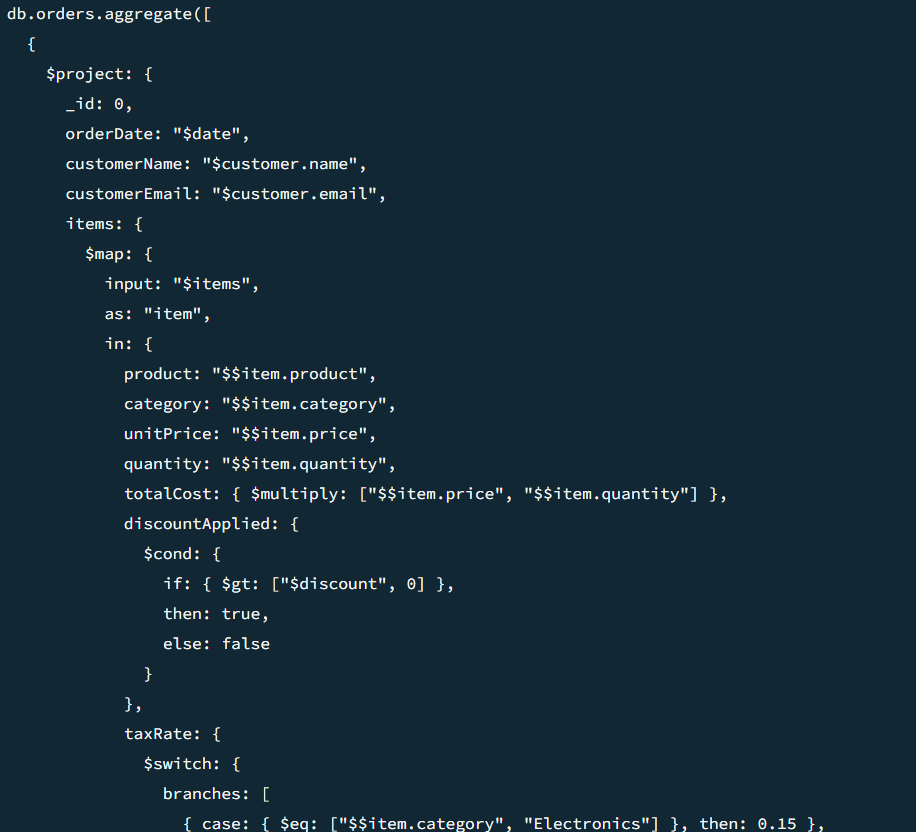 db.orders.aggregate([
  {
    $project: {
      _id: 0,
      orderDate: "$date",
      customerName: "$customer.name",
      customerEmail: "$customer.email",
      items: {
        $map: {
          input: "$items",
          as: "item",
          in: {
            product: "$$item.product",
            category: "$$item.category",
            unitPrice: "$$item.price",
            quantity: "$$item.quantity",
            totalCost: { $multiply: ["$$item.price", "$$item.quantity"] },
            discountApplied: {
              $cond: {
                if: { $gt: ["$discount", 0] },
                then: true,
                else: false
              }
            },
            taxRate: {
              $switch: {
                branches: [
                  { case: { $eq: ["$$item.category", "Electronics"] }, then: 0.15 },